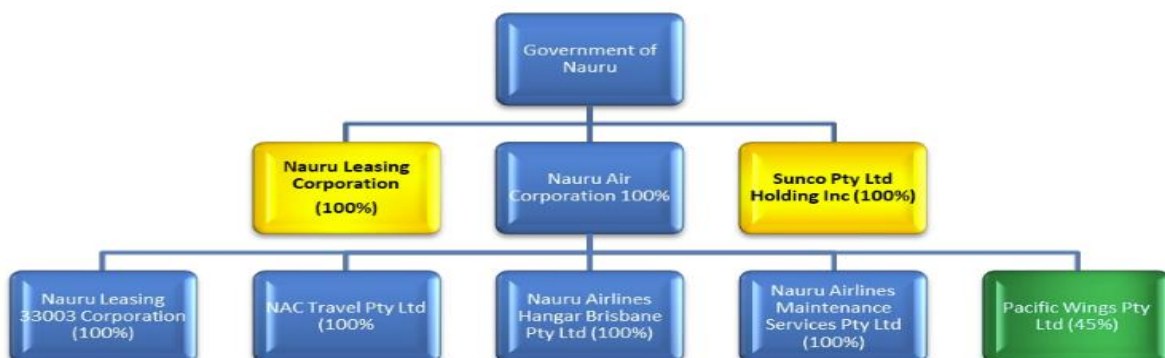 Government of
Nauru
Nauru Leasing
Corporation
(100%)
Nauru Air
Corporation 100%
Sunco Pty Ltd
Holding Inc (100%)
Nauru Leasing
33003 Corporation
(100%)
NAC Travel Pty Ltd
(100%
Nauru Airlines
Hangar Brisbane
Pty Ltd (100%)
Nauru Airlines
Maintenance
Services Pty Ltd
(100%)
Pacific Wings Pty
Ltd (45%)